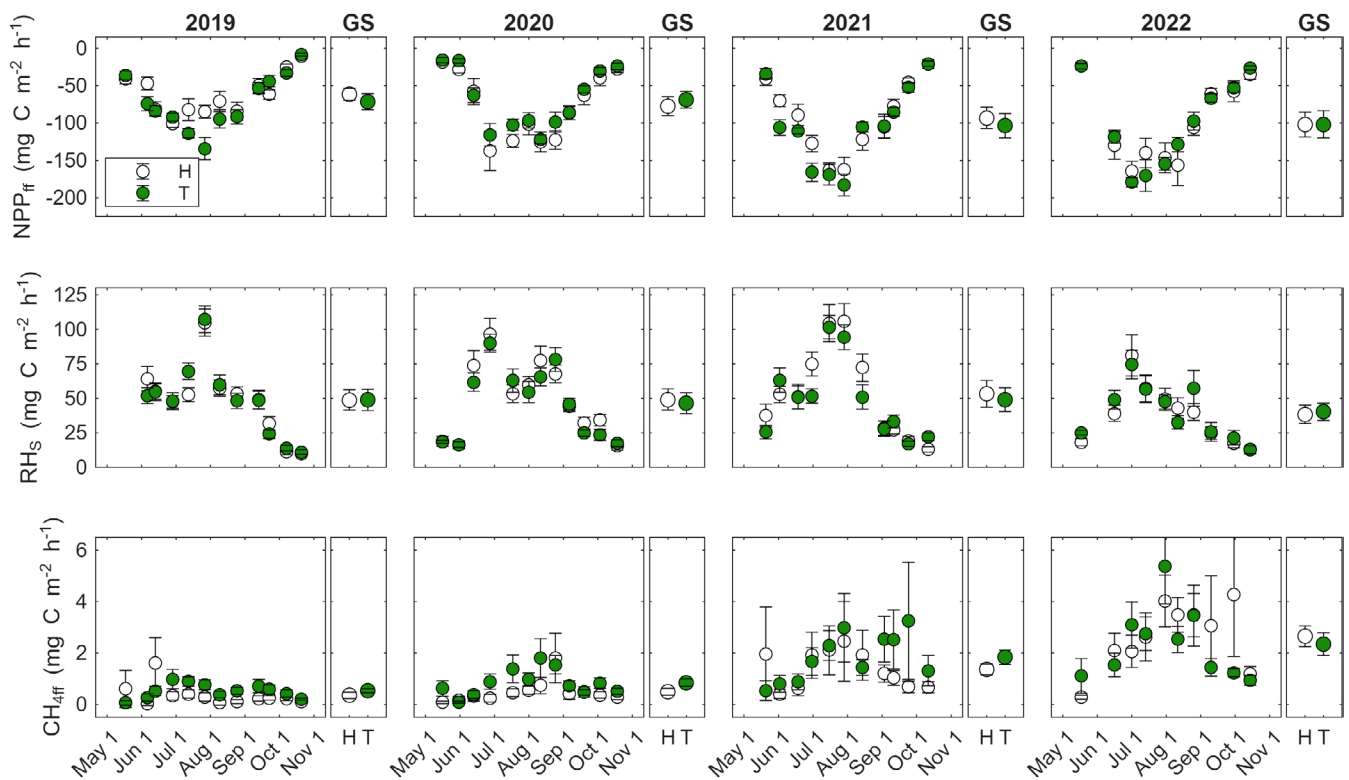 2019 GS 2020 GS 2021 GS 2022 GS
NPPff (mg C m⁻² h⁻¹)
0
-50
-100
-150
-200
H
T
RHS (mg C m⁻² h⁻¹)
125
100
75
50
25
0
CH4ff (mg C m⁻² h⁻¹)
6
4
2
0
May 1 Jun 1 Jul 1 Aug 1 Sep 1 Oct 1 Nov 1 H T May 1 Jun 1 Jul 1 Aug 1 Sep 1 Oct 1 Nov 1 H T May 1 Jun 1 Jul 1 Aug 1 Sep 1 Oct 1 Nov 1 H T May 1 Jun 1 Jul 1 Aug 1 Sep 1 Oct 1 Nov 1 H T